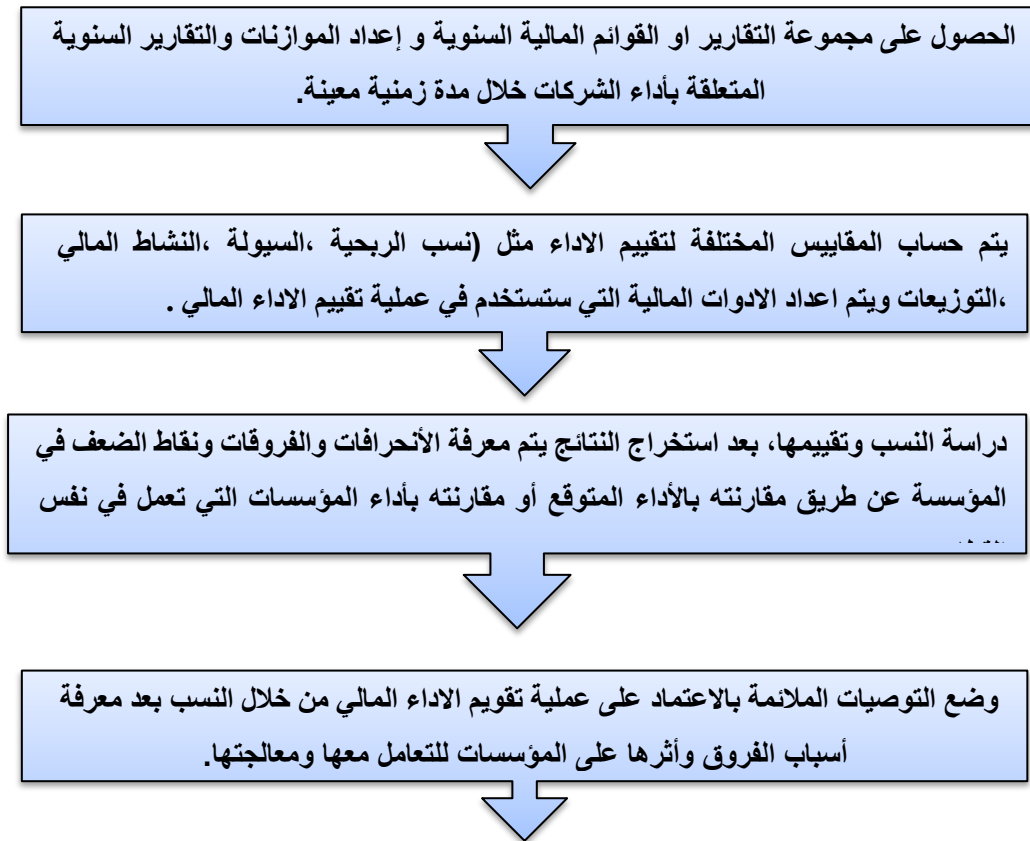 الحصول على مجموعة التقارير او القوائم المالية السنوية و إعداد الموازنات والتقارير السنوية
المتعلقة بأداء الشركات خلال مدة زمنية معينة.
يتم حساب المقاييس المختلفة لتقييم الاداء مثل (نسب الربحية ،السيولة ،النشاط المالي
،التوزيعات ويتم اعداد الادوات المالية التي ستستخدم في عملية تقييم الاداء المالي .
دراسة النسب وتقييمها، بعد استخراج النتائج يتم معرفة الأنحرافات والفروقات ونقاط الضعف في
المؤسسة عن طريق مقارنته بالأداء المتوقع أو مقارنته بأداء المؤسسات التي تعمل في نفس
وضع التوصيات الملائمة بالاعتماد على عملية تقويم الاداء المالي من خلال النسب بعد معرفة
أسباب الفروق وأثرها على المؤسسات للتعامل معها ومعالجتها.